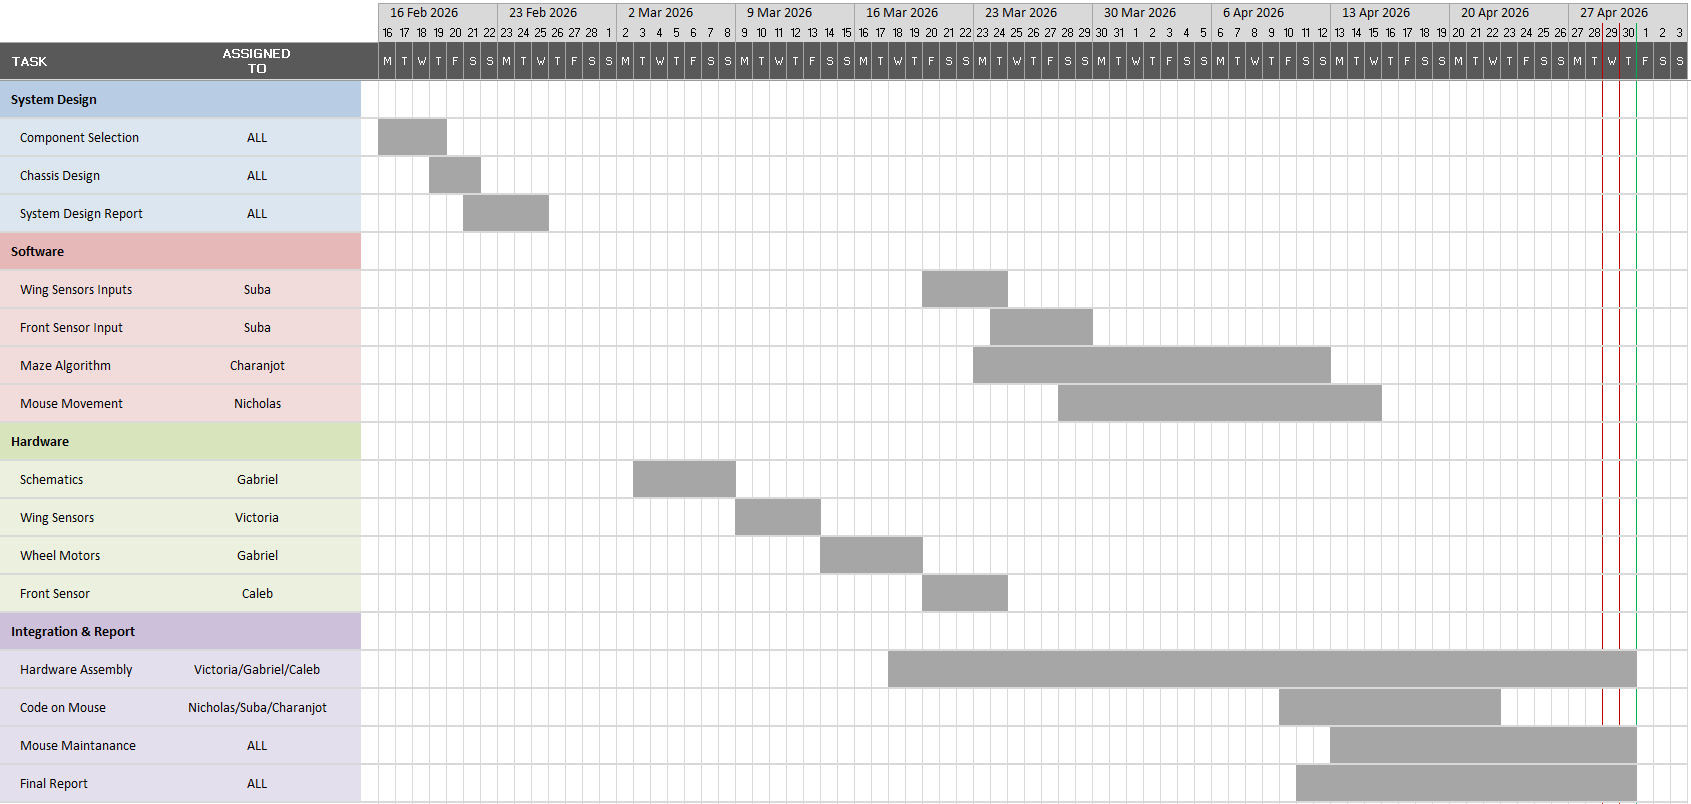 16 Feb 2026 23 Feb 2026 2 Mar 2026 9 Mar 2026 16 Mar 2026 23 Mar 2026 30 Mar 2026 6 Apr 2026 13 Apr 2026 20 Apr 2026 27 Apr 2026
16 17 18 19 20 21 22 23 24 25 26 27 28 1 2 3 4 5 6 7 8 9 10 11 12 13 14 15 16 17 18 19 20 21 22 23 24 25 26 27 28 29 30 31 1 2 3 4 5 6 7 8 9 10 11 12 13 14 15 16 17 18 19 20 21 22 23 24 25 26 27 28 29 30 1 2 3
TASK ASSIGNED TO M T W T F S S M T W T F S S M T W T F S S M T W T F S S M T W T F S S M T W T F S S M T W T F S S M T W T F S S M T W T F S S M T W T F S S M T W T F S S
System Design
Component Selection ALL
Chassis Design ALL
System Design Report ALL
Software
Wing Sensors Inputs Suba
Front Sensor Input Suba
Maze Algorithm Charanjot
Mouse Movement Nicholas
Hardware
Schematics Gabriel
Wing Sensors Victoria
Wheel Motors Gabriel
Front Sensor Caleb
Integration & Report
Hardware Assembly Victoria/Gabriel/Caleb
Code on Mouse Nicholas/Suba/Charanjot
Mouse Maintanance ALL
Final Report ALL